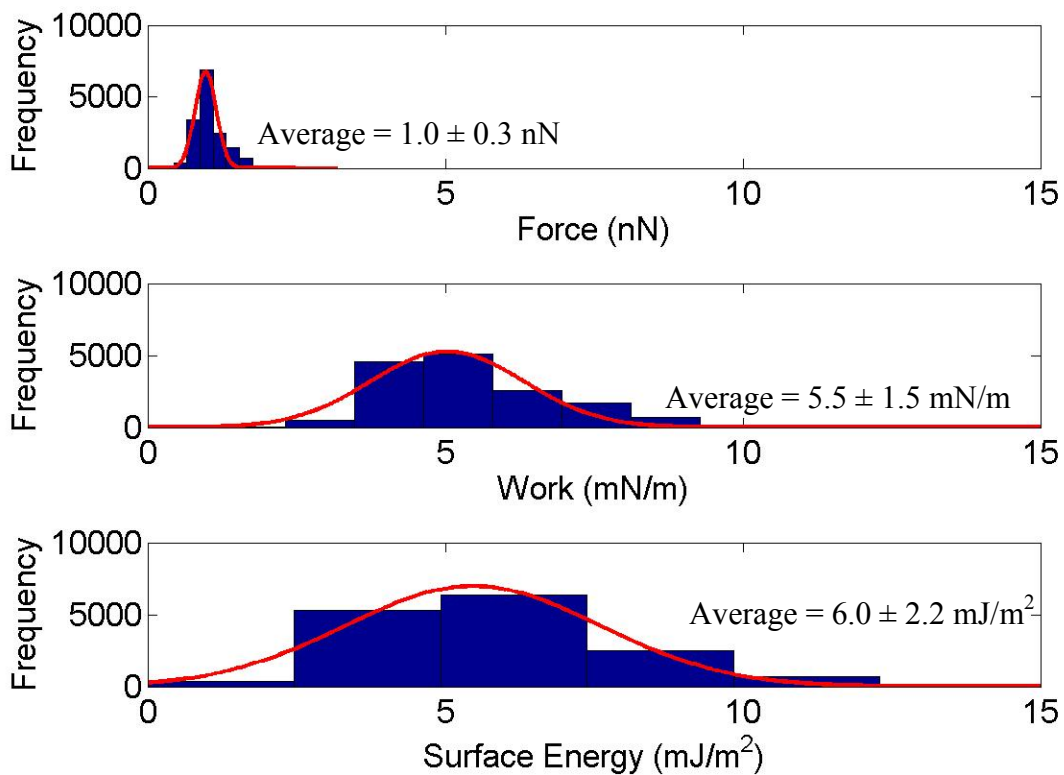 10000
5000
0
Frequency
Average = 1.0 ± 0.3 nN
0 5 10 15
Force (nN)
10000
5000
0
Frequency
Average = 5.5 ± 1.5 mN/m
0 5 10 15
Work (mN/m)
10000
5000
0
Frequency
Average = 6.0 ± 2.2 mJ/m²
0 5 10 15
Surface Energy (mJ/m²)